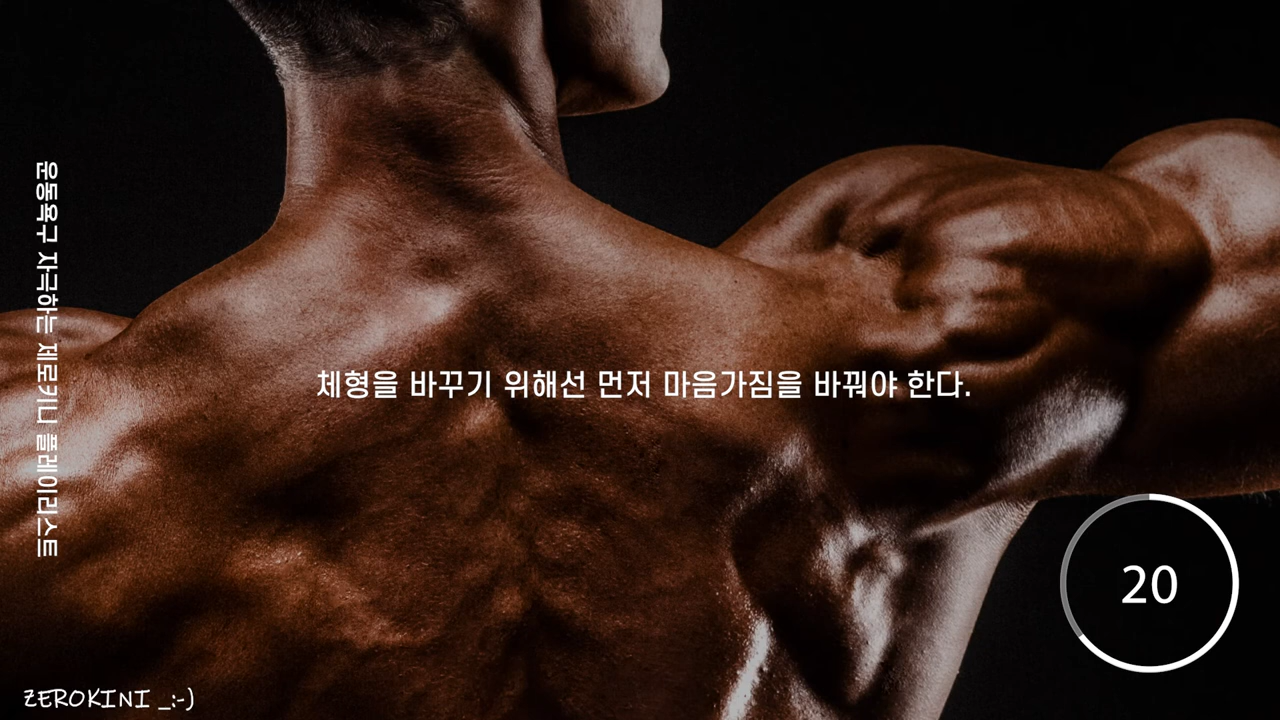 운동욕구 자극하는 제로키니 플레이리스트
체형을 바꾸기 위해선 먼저 마음가짐을 바꿔야 한다.
20
ZEROKINI _:-)